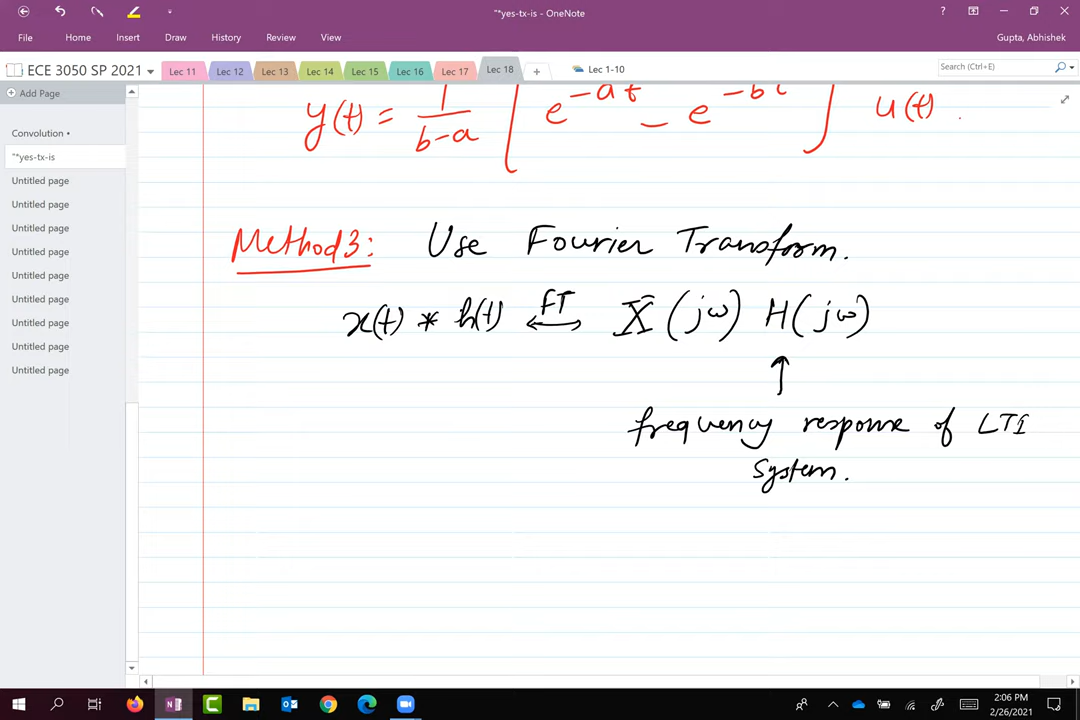 "*yes-tx-is - OneNote
File Home Insert Draw History Review View
Gupta, Abhishek
ECE 3050 SP 2021
Lec 11 Lec 12 Lec 13 Lec 14 Lec 15 Lec 16 Lec 17 Lec 18 Lec 1-10
Search (Ctrl+E)
Add Page
Convolution
"*yes-tx-is
Untitled page
Untitled page
Untitled page
Untitled page
Untitled page
Untitled page
Untitled page
Untitled page
Untitled page
y(t) = 1/(b-a) [ e^-at - e^-bt ] u(t).
Method 3: Use Fourier Transform.
x(t) * h(t) ⟷ FT X(jω) H(jω)
↑
frequency response of LTI
system.
2:06 PM
2/26/2021